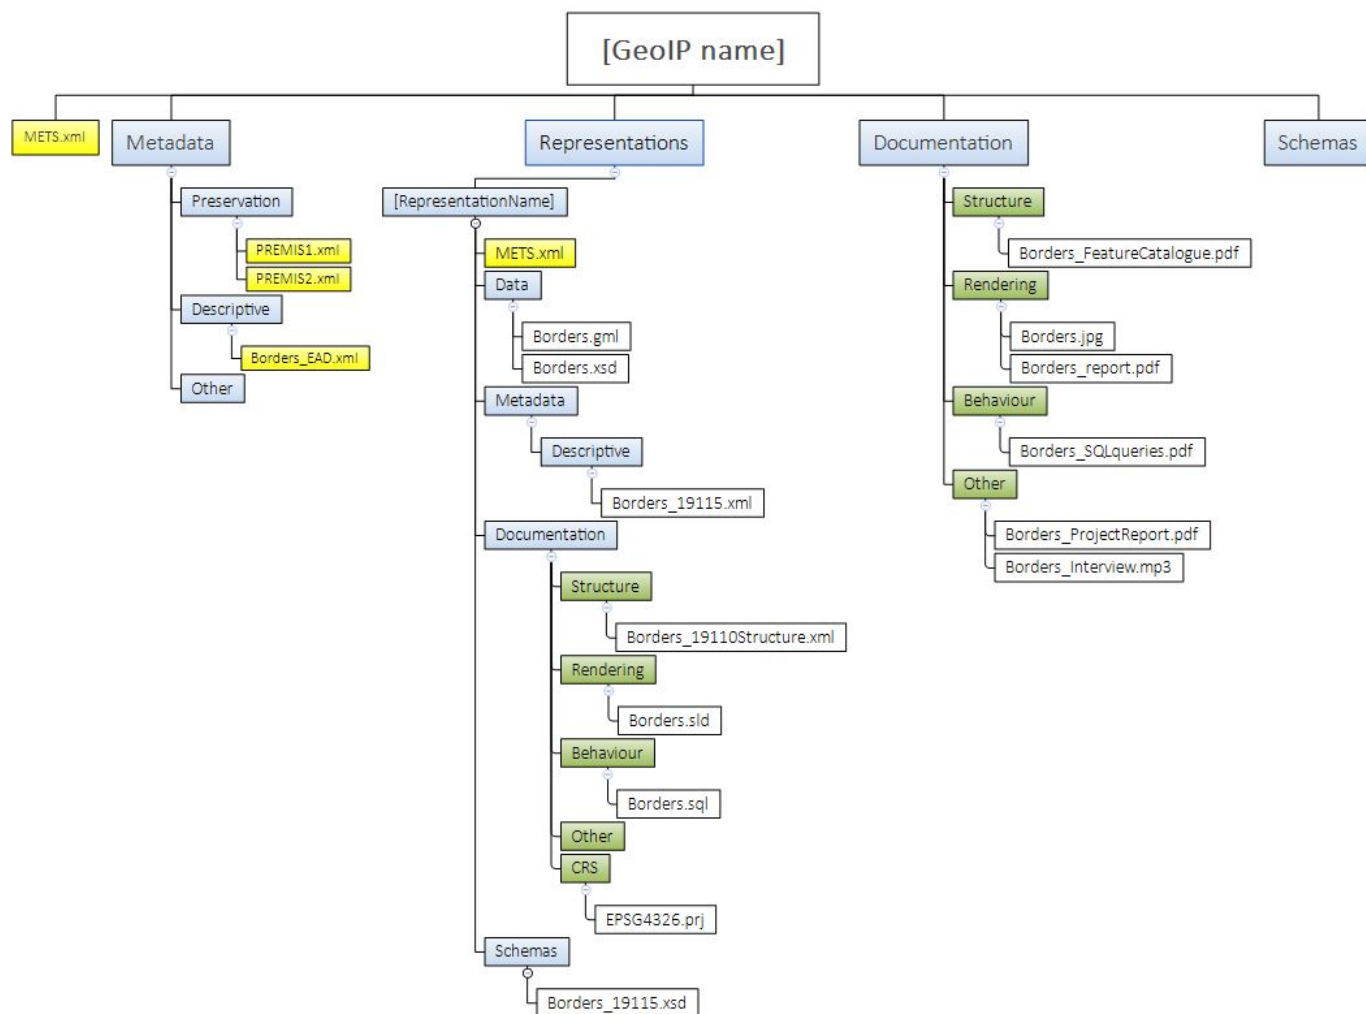 [GeoIP name]
METS.xml
Metadata
Preservation
PREMIS1.xml
PREMIS2.xml
Descriptive
Borders_EAD.xml
Other
Representations
[RepresentationName]
METS.xml
Data
Borders.gml
Borders.xsd
Metadata
Descriptive
Borders_19115.xml
Documentation
Structure
Borders_19110Structure.xml
Rendering
Borders.sld
Behaviour
Borders.sql
Other
CRS
EPSG4326.prj
Schemas
Borders_19115.xsd
Documentation
Structure
Borders_FeatureCatalogue.pdf
Rendering
Borders.jpg
Borders_report.pdf
Behaviour
Borders_SQLqueries.pdf
Other
Borders_ProjectReport.pdf
Borders_Interview.mp3
Schemas